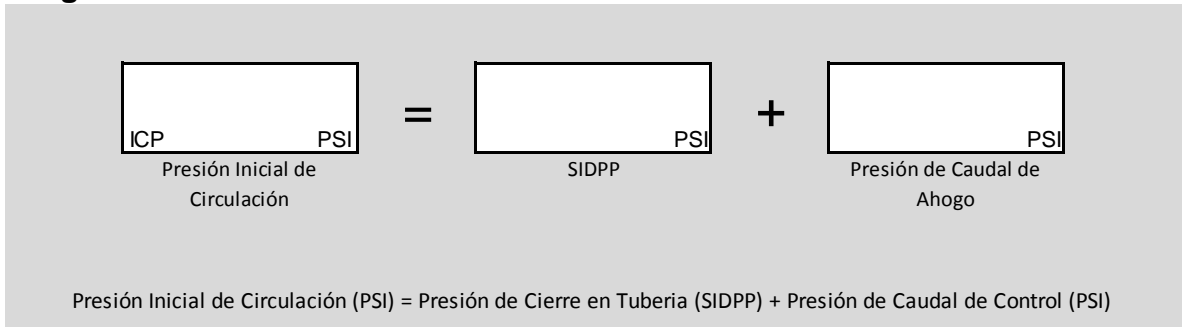 ICP PSI = PSI + PSI
Presión Inicial de Circulación
SIDPP
Presión de Caudal de Ahogo
Presión Inicial de Circulación (PSI) = Presión de Cierre en Tuberia (SIDPP) + Presión de Caudal de Control (PSI)